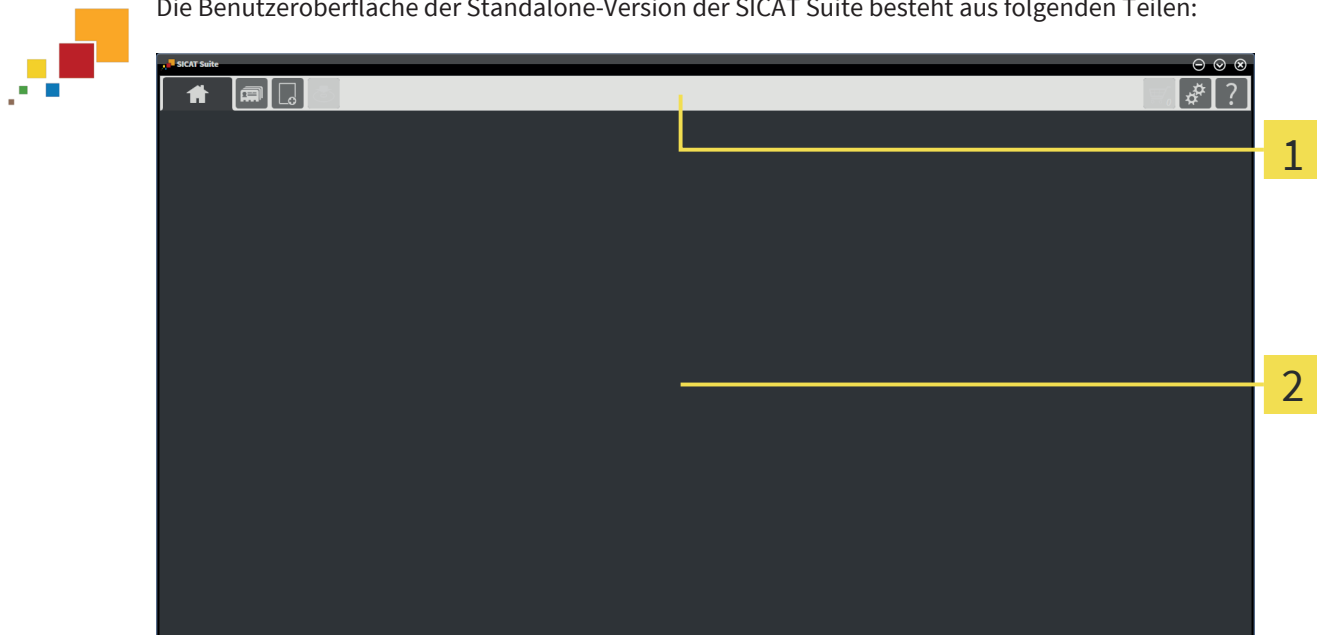 Die Benutzeroberfläche der Standalone-Version der SICAT Suite besteht aus folgenden Teilen:
SICAT Suite
?
1
2